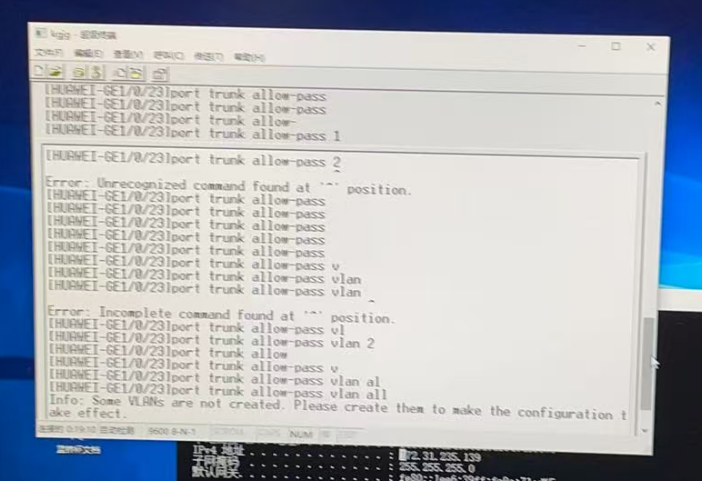 kgjg - 超级终端
文件(F) 编辑(E) 查看(V) 呼叫(C) 传送(T) 帮助(H)
[HUAWEI-GE1/0/23]port trunk allow-pass
[HUAWEI-GE1/0/23]port trunk allow-pass
[HUAWEI-GE1/0/23]port trunk allow-
[HUAWEI-GE1/0/23]port trunk allow-pass 1
[HUAWEI-GE1/0/23]port trunk allow-pass 2
^
Error: Unrecognized command found at '^' position.
[HUAWEI-GE1/0/23]port trunk allow-pass
[HUAWEI-GE1/0/23]port trunk allow-pass
[HUAWEI-GE1/0/23]port trunk allow-pass
[HUAWEI-GE1/0/23]port trunk allow-pass
[HUAWEI-GE1/0/23]port trunk allow-pass
[HUAWEI-GE1/0/23]port trunk allow-pass v
[HUAWEI-GE1/0/23]port trunk allow-pass vlan
[HUAWEI-GE1/0/23]port trunk allow-pass vlan
^
Error: Incomplete command found at '^' position.
[HUAWEI-GE1/0/23]port trunk allow-pass vl
[HUAWEI-GE1/0/23]port trunk allow-pass vlan 2
[HUAWEI-GE1/0/23]port trunk allow
[HUAWEI-GE1/0/23]port trunk allow-pass v
[HUAWEI-GE1/0/23]port trunk allow-pass vlan al
[HUAWEI-GE1/0/23]port trunk allow-pass vlan all
Info: Some VLANs are not created. Please create them to make the configuration t
ake effect.
连接的 0:19:10 自动检测 9600 8-N-1 SCROLL CAPS NUM
IPv4 地址 . . . . . . . . . . . . : 172.31.235.139
子网掩码 . . . . . . . . . . . . : 255.255.255.0
默认网关. . . . . . . . . . . . . :